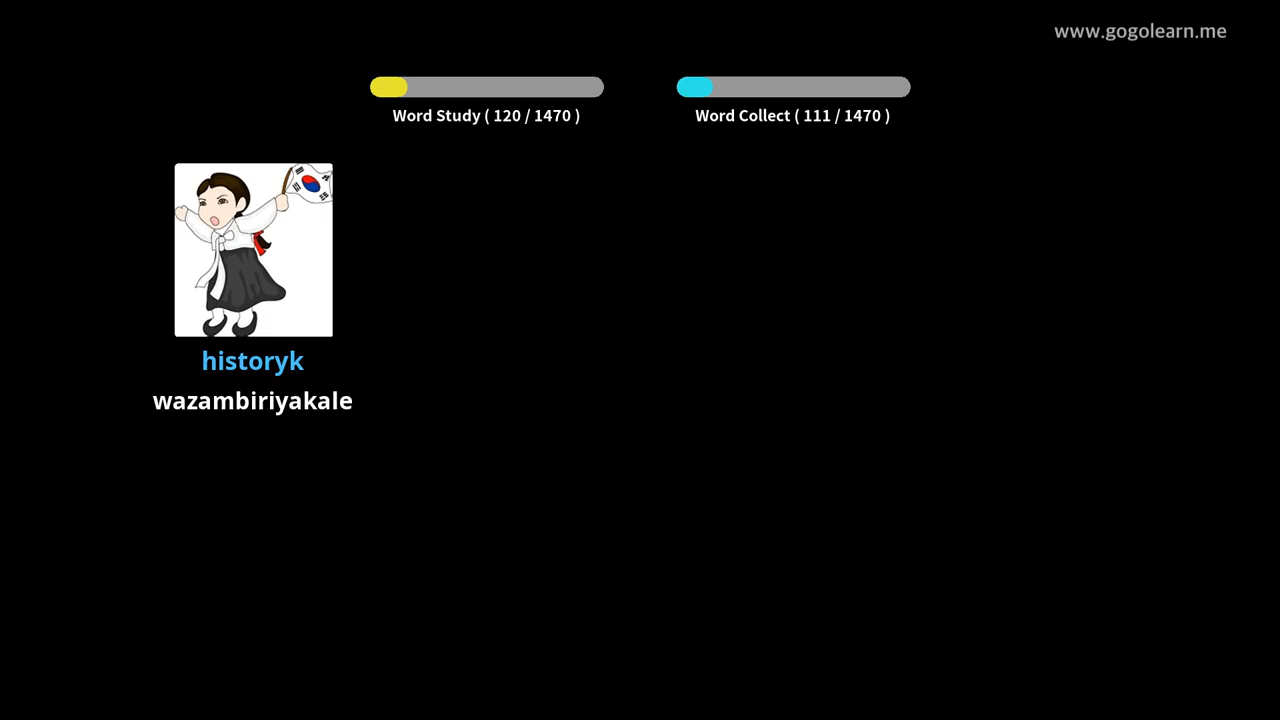 www.gogolearn.me
Word Study ( 120 / 1470 )
Word Collect ( 111 / 1470 )
historyk
wazambiriyakale